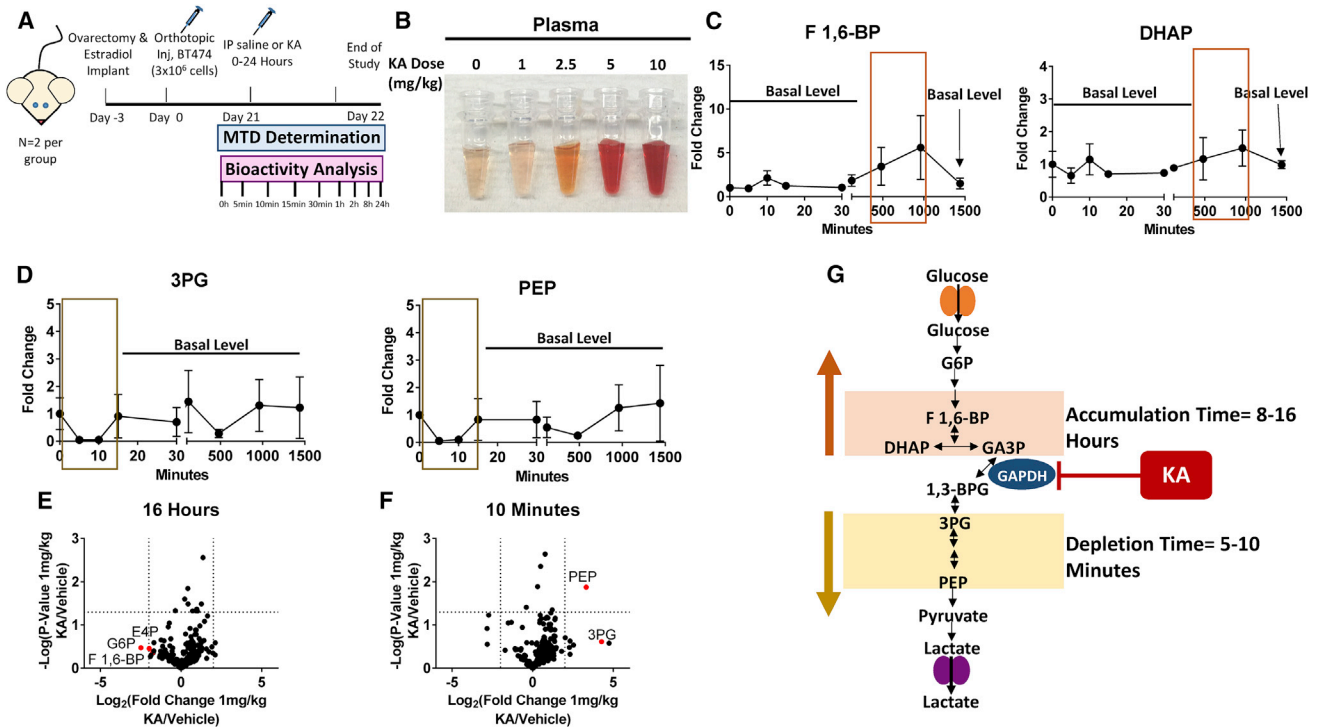 A
Ovarectomy &
Estradiol
Implant
Orthotopic
Inj, BT474
(3x10⁶ cells)
IP saline or KA
0-24 Hours
End of
Study
Day -3
Day 0
Day 21
Day 22
N=2 per
group
MTD Determination
Bioactivity Analysis
0h 5min 10min 15min 30min 1h 2h 8h 24h
B
Plasma
KA Dose
(mg/kg)
0 1 2.5 5 10
C
F 1,6-BP
Fold Change
15
10
5
0
Basal Level
Basal Level
0 10 20 30 500 1000 1500
Minutes
DHAP
Fold Change
4
3
2
1
0
Basal Level
Basal Level
0 10 20 30 500 1000 1500
Minutes
D
3PG
Fold Change
5
4
3
2
1
0
Basal Level
0 10 20 30 500 1000 1500
Minutes
PEP
Fold Change
5
4
3
2
1
0
Basal Level
0 10 20 30 500 1000 1500
Minutes
E
16 Hours
-Log(P-Value 1mg/kg
KA/Vehicle)
3
2
1
0
E4P
G6P
F 1,6-BP
-5 0 5
Log₂(Fold Change 1mg/kg
KA/Vehicle)
F
10 Minutes
-Log(P-Value 1mg/kg
KA/Vehicle)
3
2
1
0
PEP
3PG
-5 0 5
Log₂(Fold Change 1mg/kg
KA/Vehicle)
G
Glucose
Glucose
G6P
F 1,6-BP
DHAP
GA3P
Accumulation Time= 8-16
Hours
GAPDH
KA
1,3-BPG
3PG
PEP
Depletion Time= 5-10
Minutes
Pyruvate
Lactate
Lactate